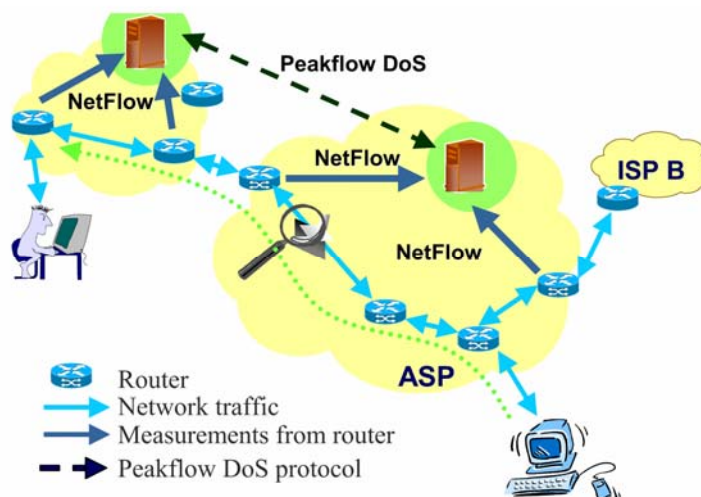 Peakflow DoS
NetFlow
NetFlow
ISP B
NetFlow
ASP
Router
Network traffic
Measurements from router
Peakflow DoS protocol